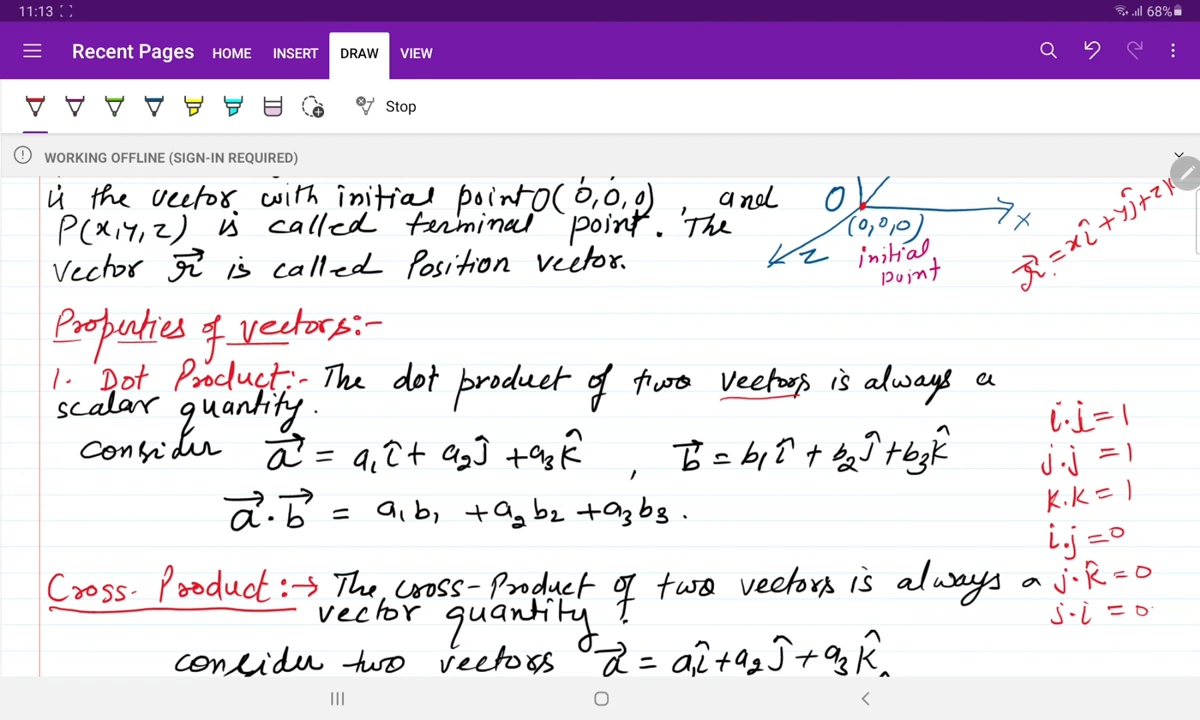 11:13
68%
Recent Pages HOME INSERT DRAW VIEW
Stop
WORKING OFFLINE (SIGN-IN REQUIRED)
is the vector with initial point O(0,0,0), and
P(x,y,z) is called terminal point. The
vector r⃗ is called Position vector.
O
x
(0,0,0)
z
initial
point
r⃗ = xî+yĵ+zk
Properties of vectors:-
1. Dot Product:- The dot product of two vectors is always a
scalar quantity.
consider a⃗ = a₁î + a₂ĵ + a₃k̂ , b⃗ = b₁î + b₂ĵ + b₃k̂
a⃗.b⃗ = a₁b₁ + a₂b₂ + a₃b₃.
i.i=1
j.j=1
k.k=1
i.j=0
j.k̂=0
j.i=0
Cross-Product:→ The cross-Product of two vectors is always a
vector quantity.
consider two vectors a⃗ = a₁î+a₂ĵ+a₃k̂